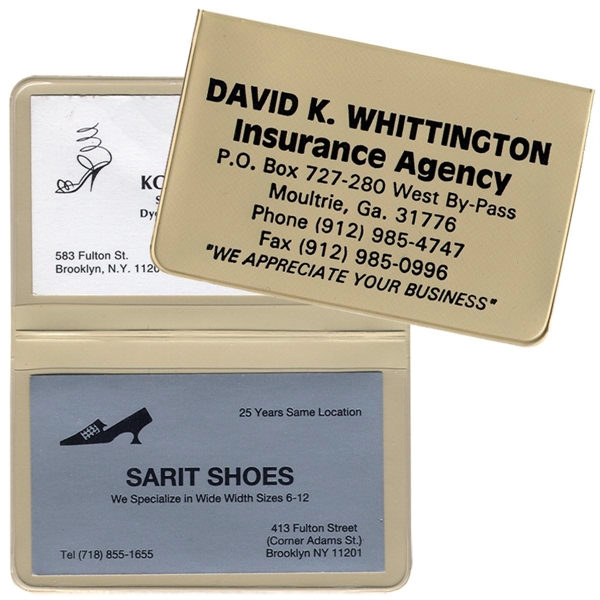 DAVID K. WHITTINGTON
Insurance Agency
P.O. Box 727-280 West By-Pass
Moultrie, Ga. 31776
Phone (912) 985-4747
Fax (912) 985-0996
"WE APPRECIATE YOUR BUSINESS"
583 Fulton St.
Brooklyn, N.Y.
25 Years Same Location
SARIT SHOES
We Specialize in Wide Width Sizes 6-12
413 Fulton Street
(Corner Adams St.)
Tel (718) 855-1655 Brooklyn NY 11201